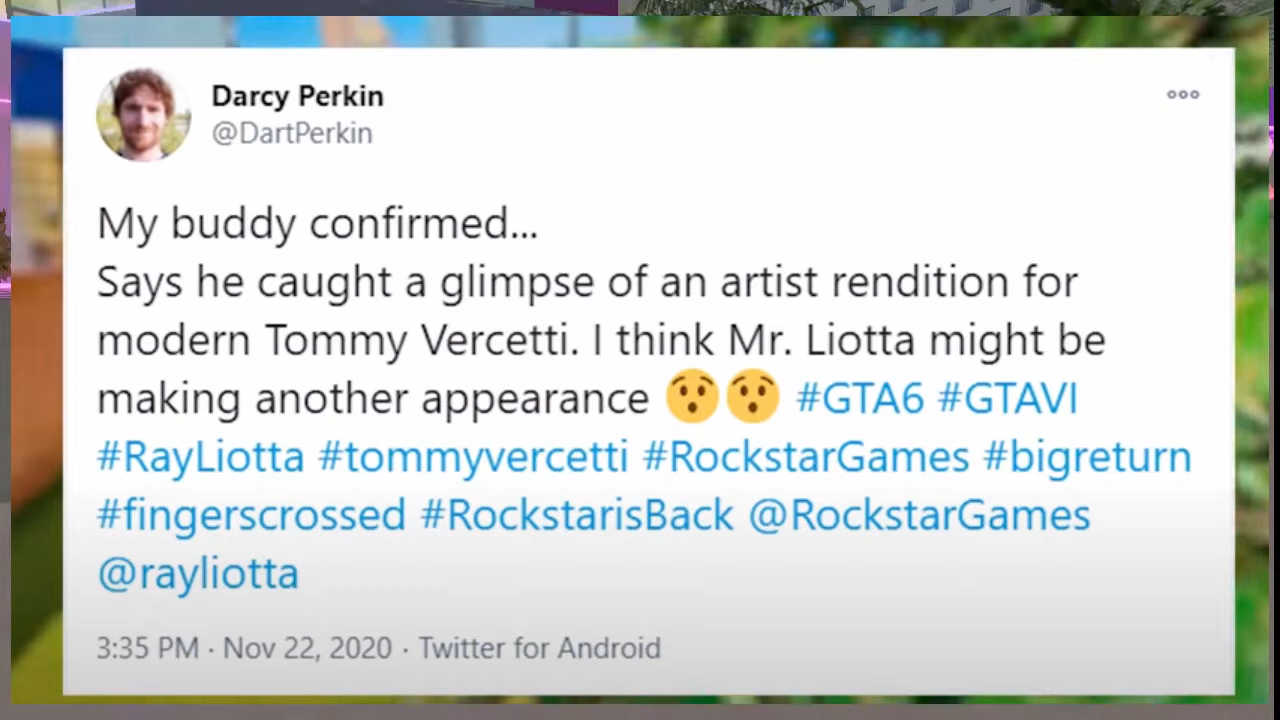 Darcy Perkin
@DartPerkin
My buddy confirmed...
Says he caught a glimpse of an artist rendition for
modern Tommy Vercetti. I think Mr. Liotta might be
making another appearance 😯😯 #GTA6 #GTAVI
#RayLiotta #tommyvercetti #RockstarGames #bigreturn
#fingerscrossed #RockstarisBack @RockstarGames
@rayliotta
3:35 PM · Nov 22, 2020 · Twitter for Android